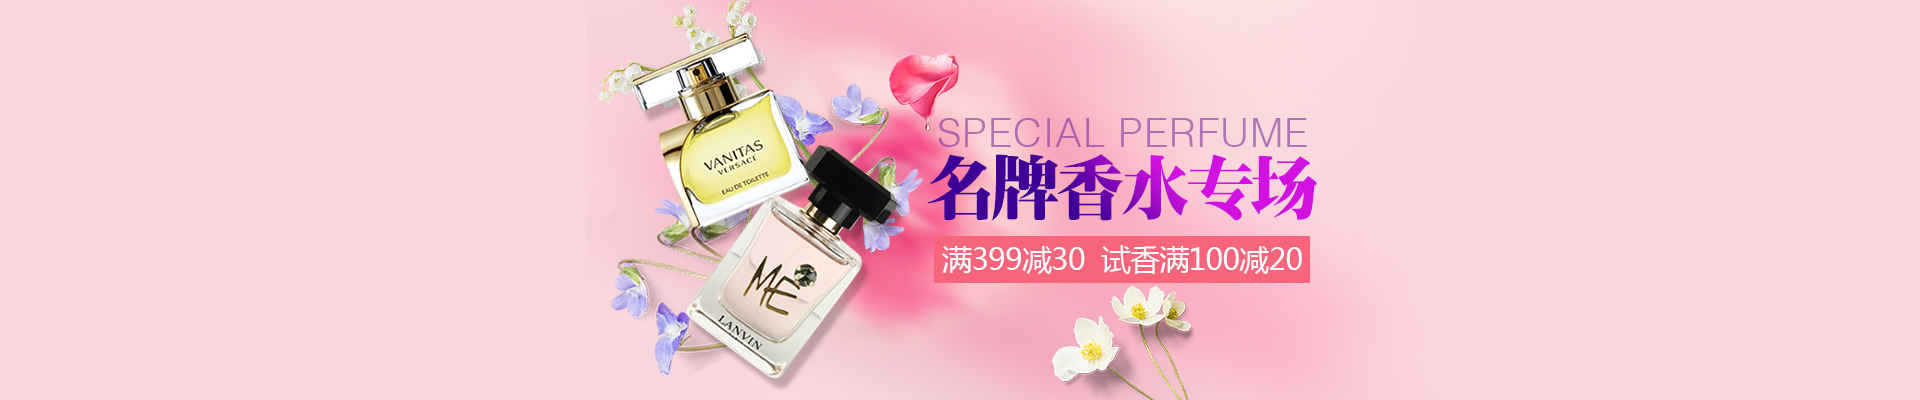 VANITAS
VERSACE
EAU DE TOILETTE
ME
LANVIN
SPECIAL PERFUME
名牌香水专场
满399减30 试香满100减20